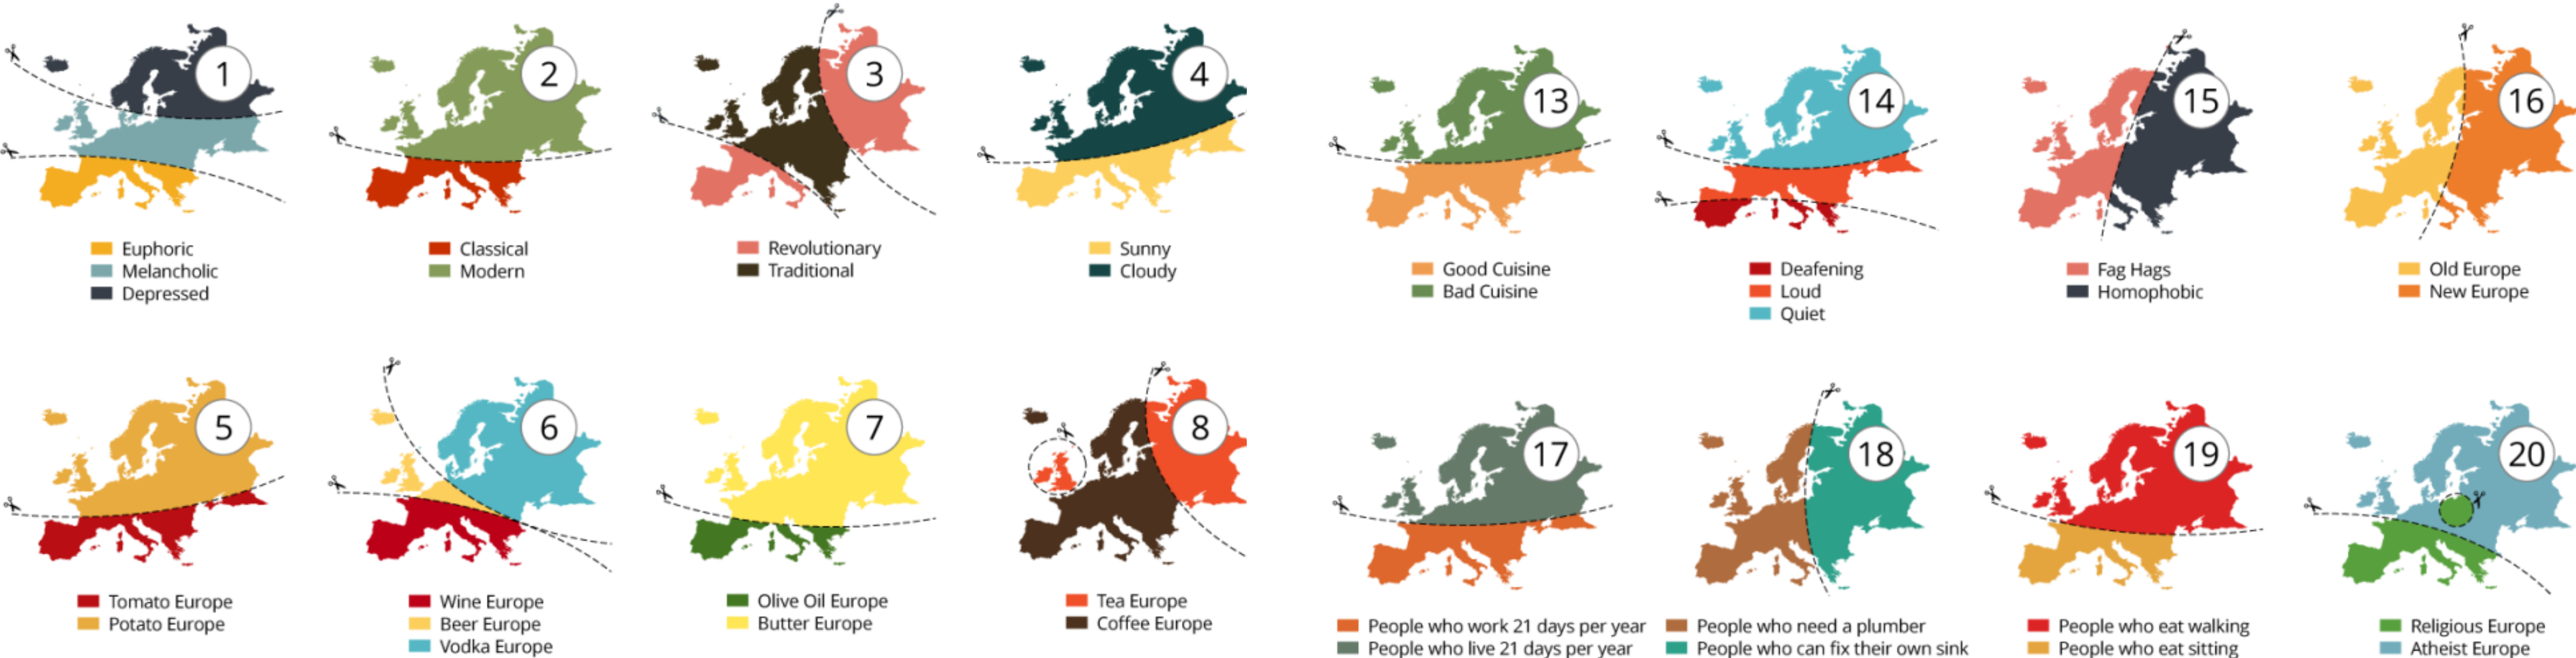 1
Euphoric
Melancholic
Depressed
2
Classical
Modern
3
Revolutionary
Traditional
4
Sunny
Cloudy
13
Good Cuisine
Bad Cuisine
14
Deafening
Loud
Quiet
15
Fag Hags
Homophobic
16
Old Europe
New Europe
5
Tomato Europe
Potato Europe
6
Wine Europe
Beer Europe
Vodka Europe
7
Olive Oil Europe
Butter Europe
8
Tea Europe
Coffee Europe
17
People who work 21 days per year
People who live 21 days per year
18
People who need a plumber
People who can fix their own sink
19
People who eat walking
People who eat sitting
20
Religious Europe
Atheist Europe